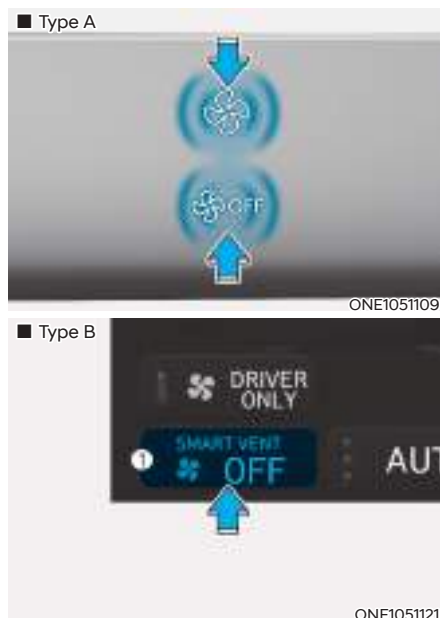 ■ Type A
OFF
ONE1051109
■ Type B
DRIVER
ONLY
SMART VENT
1 OFF
AUT
ONE1051121